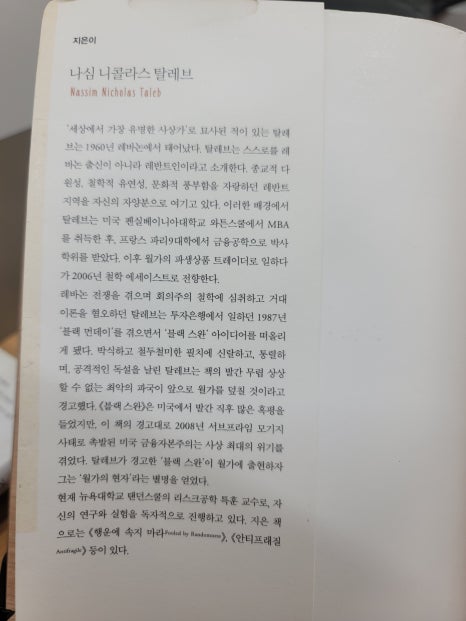 지은이
나심 니콜라스 탈레브
Nassim Nicholas Taleb
'세상에서 가장 유명한 사상가'로 묘사된 적이 있는 탈레
브는 1960년 레바논에서 태어났다. 탈레브는 스스로를 레
바논 출신이 아니라 레반트인이라고 소개한다. 종교적 다
원성, 철학적 유연성, 문화적 풍부함을 자랑하던 레반트
지역을 자신의 자양분으로 여기고 있다. 이러한 배경에서
탈레브는 미국 펜실베이니아대학교 와튼스쿨에서 MBA
를 취득한 후, 프랑스 파리9대학에서 금융공학으로 박사
학위를 받았다. 이후 월가의 파생상품 트레이더로 일하다
가 2006년 철학 에세이스트로 전향한다.
레바논 전쟁을 겪으며 회의주의 철학에 심취하고 거대
이론을 혐오하던 탈레브는 투자은행에서 일하던 1987년
'블랙 먼데이'를 겪으면서 '블랙 스완' 아이디어를 떠올리
게 됐다. 박식하고 철두철미한 필치에 신랄하고, 통렬하
며, 공격적인 독설을 날린 탈레브는 책의 발간 무렵 상상
할 수 없는 최악의 파국이 앞으로 월가를 덮칠 것이라고
경고했다. 《블랙 스완》은 미국에서 발간 직후 많은 혹평을
들었지만, 이 책의 경고대로 2008년 서브프라임 모기지
사태로 촉발된 미국 금융자본주의는 사상 최대의 위기를
겪었다. 탈레브가 경고한 '블랙 스완'이 월가에 출현하자
그는 '월가의 현자'라는 별명을 얻었다.
현재 뉴욕대학교 탠던스쿨의 리스크공학 특훈 교수로, 자
신의 연구와 실험을 독자적으로 진행하고 있다. 지은 책
으로는 《행운에 속지 마라Fooled by Randomness》, 《안티프래질
Antifragile》 등이 있다.